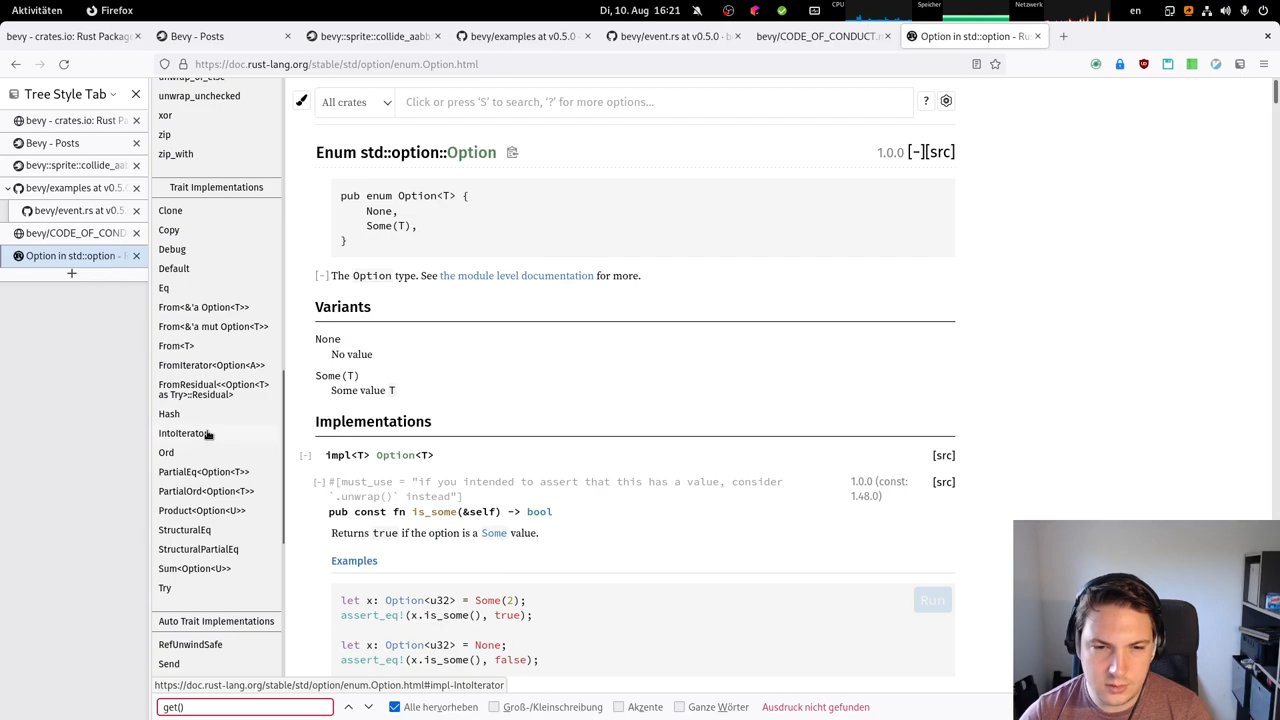 Aktivitäten
Firefox
Di, 10. Aug 16:21
CPU
Speicher
Netzwerk
en
bevy - crates.io: Rust Packag
Bevy - Posts
bevy::sprite::collide_aabb
bevy/examples at v0.5.0 ·
bevy/event.rs at v0.5.0 · b
bevy/CODE_OF_CONDUCT.m
Option in std::option - Rus
https://doc.rust-lang.org/stable/std/option/enum.Option.html
Tree Style Tab
bevy - crates.io: Rust Pa
Bevy - Posts
bevy::sprite::collide_aab
bevy/examples at v0.5.0
bevy/event.rs at v0.5.
bevy/CODE_OF_COND
Option in std::option - R
unwrap_or_else
unwrap_unchecked
xor
zip
zip_with
Trait Implementations
Clone
Copy
Debug
Default
Eq
From<&'a Option<T>>
From<&'a mut Option<T>>
From<T>
FromIterator<Option<A>>
FromResidual<<Option<T>
as Try>::Residual>
Hash
IntoIterator
Ord
PartialEq<Option<T>>
PartialOrd<Option<T>>
Product<Option<U>>
StructuralEq
StructuralPartialEq
Sum<Option<U>>
Try
Auto Trait Implementations
RefUnwindSafe
Send
All crates
Click or press ‘S’ to search, ‘?’ for more options…
?
Enum std::option::Option
1.0.0 [-][src]
pub enum Option<T> {
None,
Some(T),
}
[-] The Option type. See the module level documentation for more.
Variants
None
No value
Some(T)
Some value T
Implementations
[-] impl<T> Option<T> [src]
[-] #[must_use = "if you intended to assert that this has a value, consider
`.unwrap()` instead"]
1.0.0 (const:
1.48.0)
[src]
pub const fn is_some(&self) -> bool
Returns true if the option is a Some value.
Examples
Run
let x: Option<u32> = Some(2);
assert_eq!(x.is_some(), true);
let x: Option<u32> = None;
assert_eq!(x.is_some(), false);
https://doc.rust-lang.org/stable/std/option/enum.Option.html#impl-IntoIterator
get()
Alle hervorheben
Groß-/Kleinschreibung
Akzente
Ganze Wörter
Ausdruck nicht gefunden